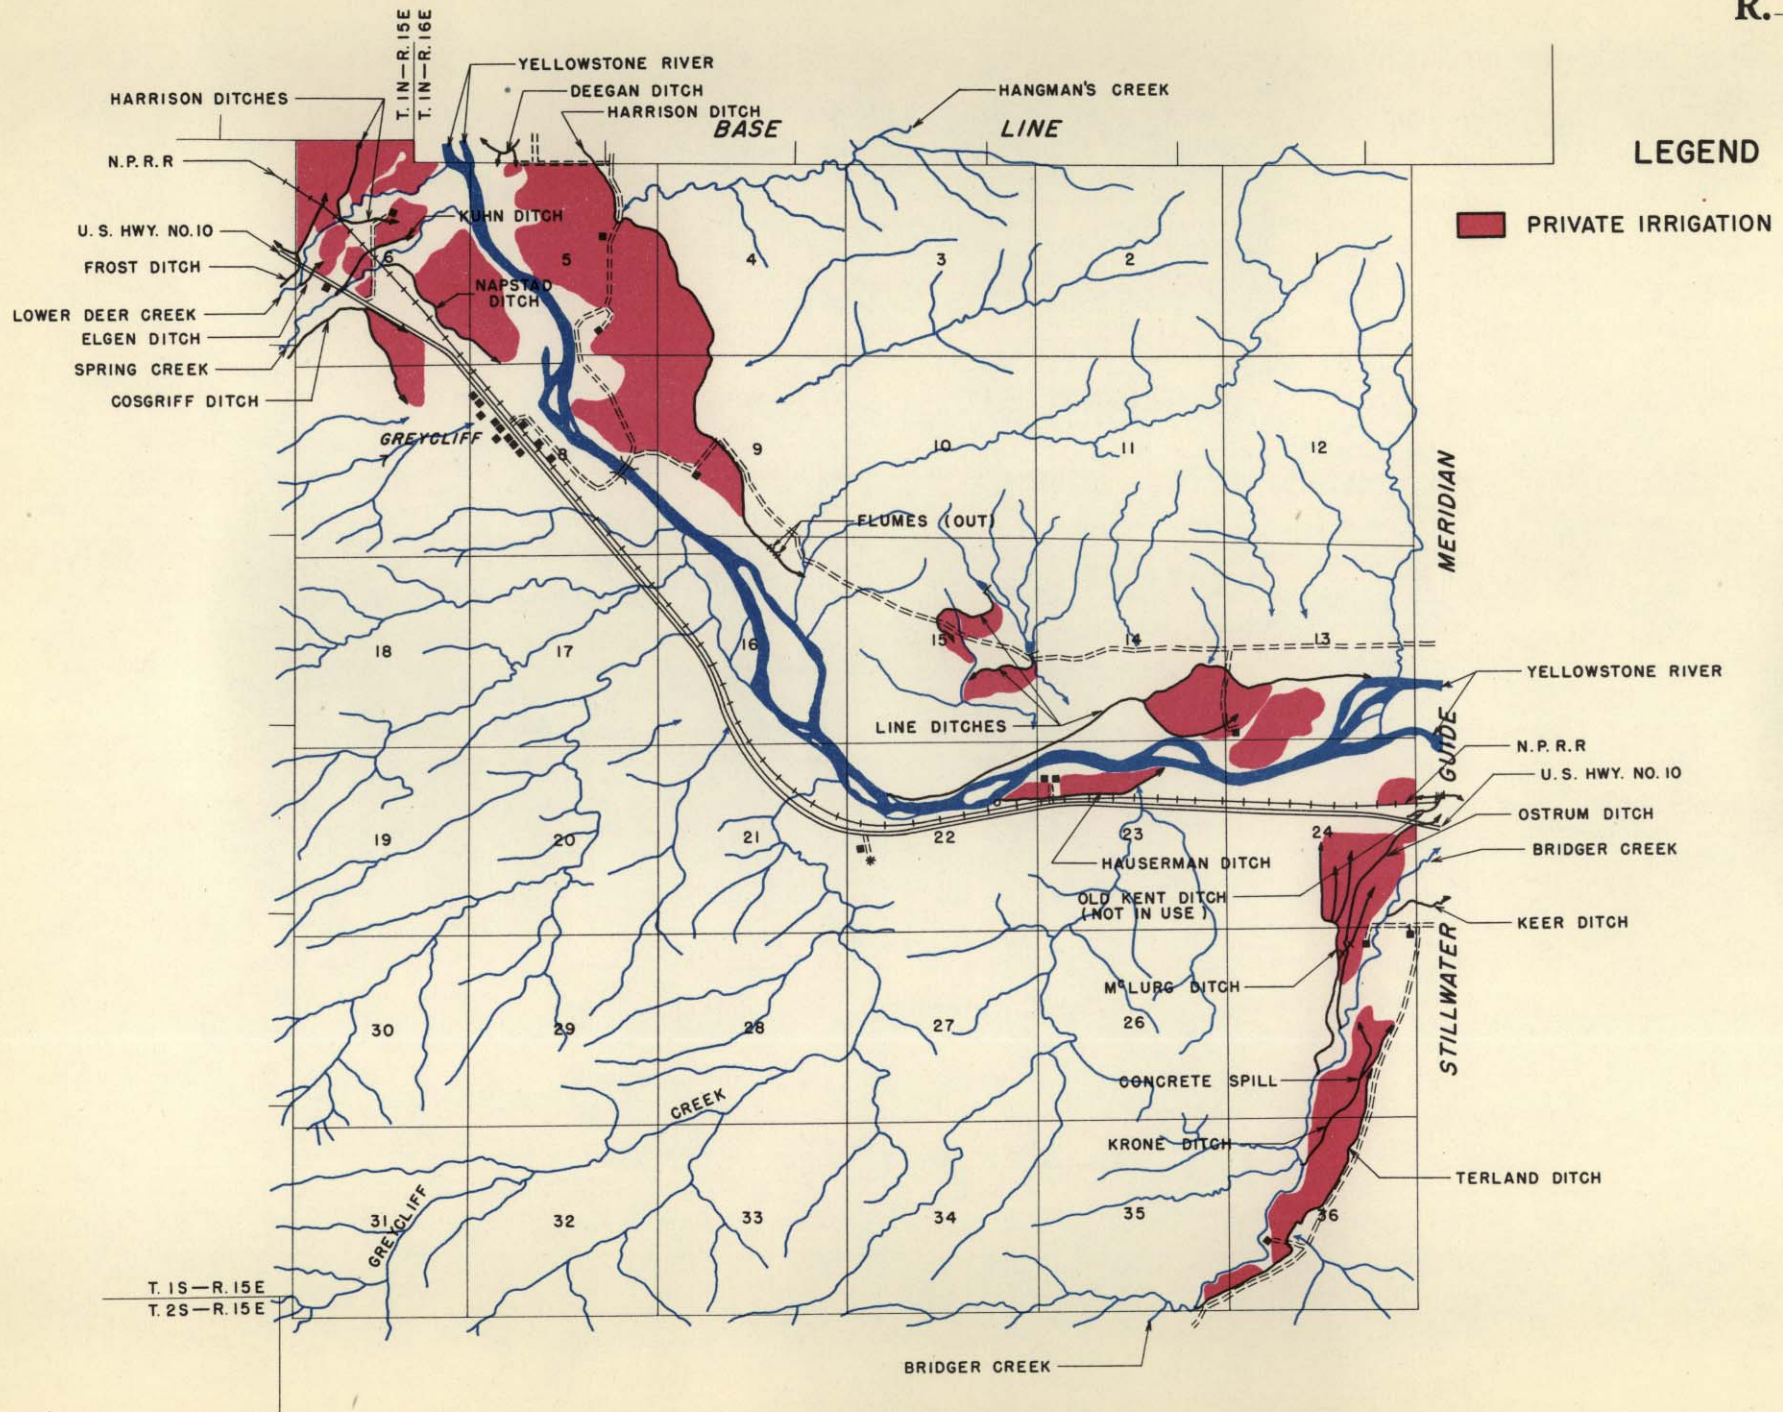 R.
T. 1N—R. 15E
T. 1N—R. 16E
YELLOWSTONE RIVER
DEEGAN DITCH
HARRISON DITCH
HARRISON DITCHES
HANGMAN'S CREEK
BASE LINE
LEGEND
PRIVATE IRRIGATION
N.P.R.R
U.S. HWY. NO. 10
FROST DITCH
LOWER DEER CREEK
ELGEN DITCH
SPRING CREEK
COSGRIFF DITCH
KUHN DITCH
NAPSTAD
DITCH
6
5
4
3
2
1
GREYCLIFF
7
8
9
10
11
12
MERIDIAN
FLUMES (OUT)
18
17
16
15
14
13
LINE DITCHES
YELLOWSTONE RIVER
GUIDE
N.P.R.R
U.S. HWY. NO. 10
OSTRUM DITCH
BRIDGER CREEK
KEER DITCH
19
20
21
22
23
24
HAUSERMAN DITCH
OLD KENT DITCH
(NOT IN USE)
McLURG DITCH
STILLWATER
30
29
28
27
26
CONCRETE SPILL
CREEK
KRONE DITCH
TERLAND DITCH
31
GREYCLIFF
32
33
34
35
36
T. 1S—R. 15E
T. 2S—R. 15E
BRIDGER CREEK